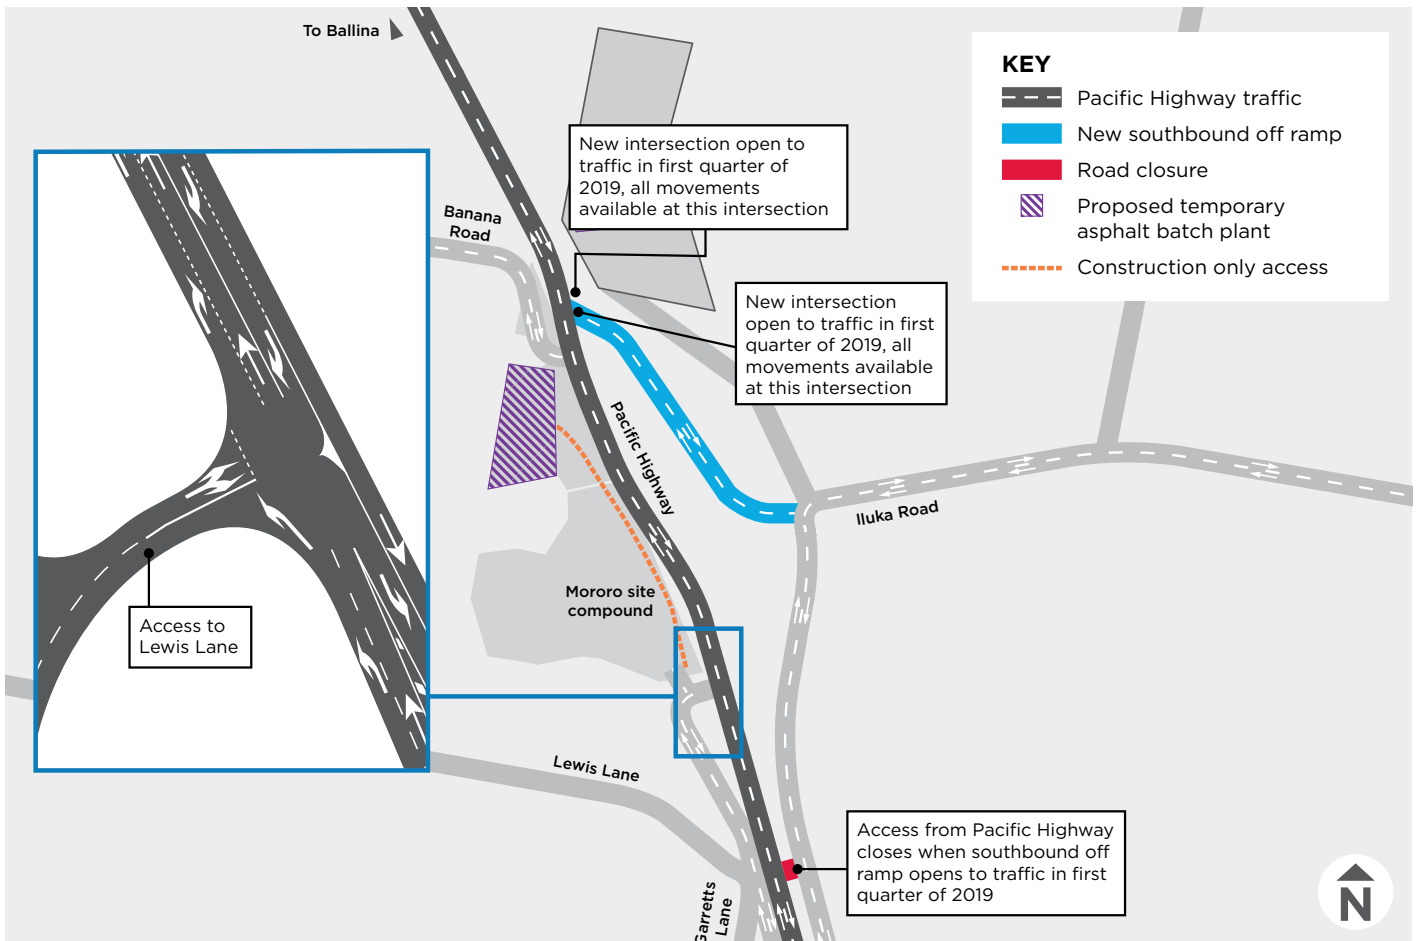 To Ballina
KEY
Pacific Highway traffic
New southbound off ramp
Road closure
Proposed temporary
asphalt batch plant
Construction only access
New intersection open to
traffic in first quarter of
2019, all movements
available at this intersection
Banana
Road
New intersection
open to traffic in first
quarter of 2019, all
movements available
at this intersection
Pacific Highway
Iluka Road
Mororo site
compound
Access to
Lewis Lane
Lewis Lane
Access from Pacific Highway
closes when southbound off
ramp opens to traffic in first
quarter of 2019
Garretts
Lane
N